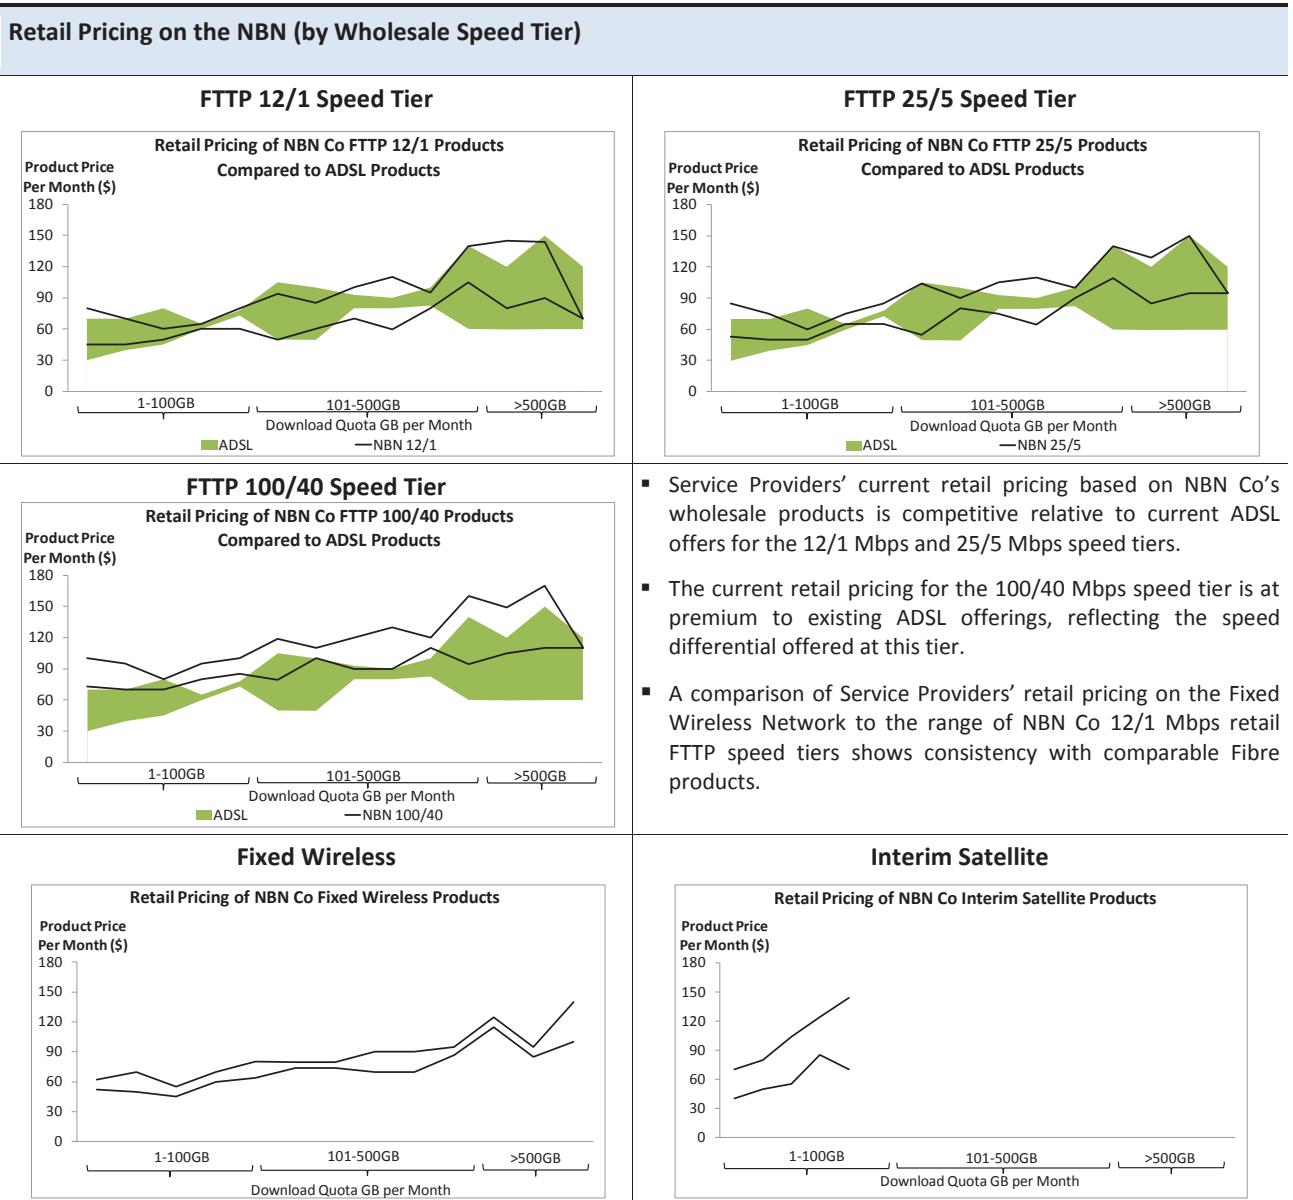 Retail Pricing on the NBN (by Wholesale Speed Tier)
FTTP 12/1 Speed Tier
Retail Pricing of NBN Co FTTP 12/1 Products
Compared to ADSL Products
Product Price
Per Month ($)
180
150
120
90
60
30
0
1-100GB
101-500GB
>500GB
Download Quota GB per Month
ADSL
NBN 12/1
FTTP 25/5 Speed Tier
Retail Pricing of NBN Co FTTP 25/5 Products
Compared to ADSL Products
Product Price
Per Month ($)
180
150
120
90
60
30
0
1-100GB
101-500GB
>500GB
Download Quota GB per Month
ADSL
NBN 25/5
FTTP 100/40 Speed Tier
Retail Pricing of NBN Co FTTP 100/40 Products
Compared to ADSL Products
Product Price
Per Month ($)
180
150
120
90
60
30
0
1-100GB
101-500GB
>500GB
Download Quota GB per Month
ADSL
NBN 100/40
▪ Service Providers’ current retail pricing based on NBN Co’s
wholesale products is competitive relative to current ADSL
offers for the 12/1 Mbps and 25/5 Mbps speed tiers.
▪ The current retail pricing for the 100/40 Mbps speed tier is at
premium to existing ADSL offerings, reflecting the speed
differential offered at this tier.
▪ A comparison of Service Providers’ retail pricing on the Fixed
Wireless Network to the range of NBN Co 12/1 Mbps retail
FTTP speed tiers shows consistency with comparable Fibre
products.
Fixed Wireless
Retail Pricing of NBN Co Fixed Wireless Products
Product Price
Per Month ($)
180
150
120
90
60
30
0
1-100GB
101-500GB
>500GB
Download Quota GB per Month
Interim Satellite
Retail Pricing of NBN Co Interim Satellite Products
Product Price
Per Month ($)
180
150
120
90
60
30
0
1-100GB
101-500GB
>500GB
Download Quota GB per Month